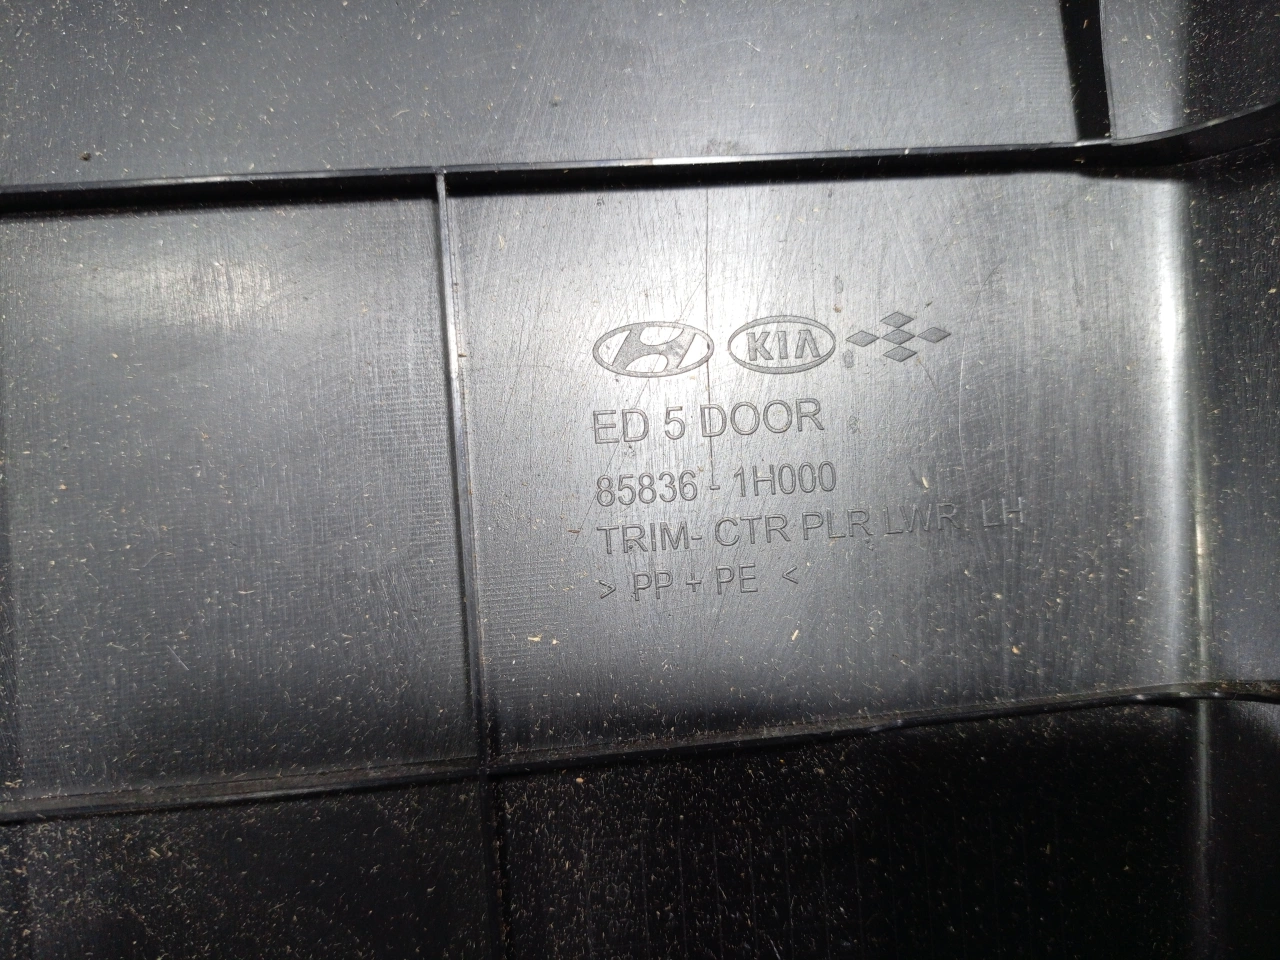 KIA
ED 5 DOOR
85836 - 1H000
TRIM- CTR PLR LWR, LH
> PP + PE <